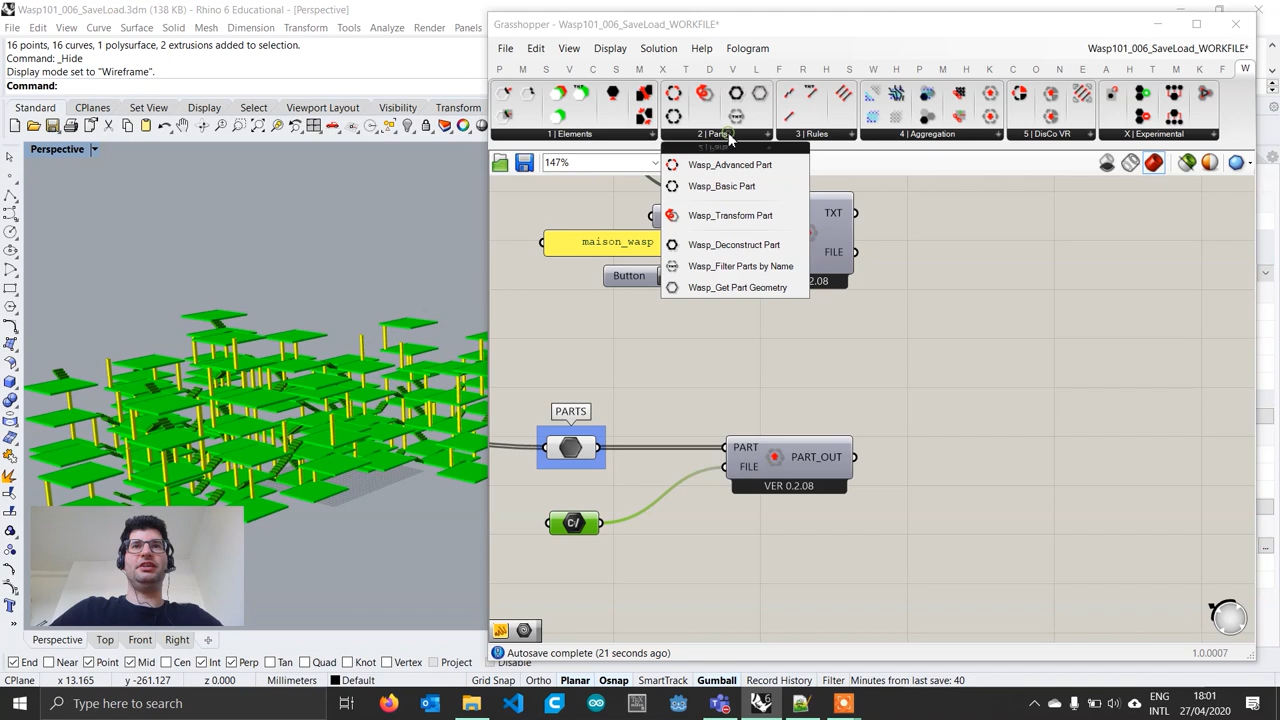 Wasp101_006_SaveLoad.3dm (138 KB) - Rhino 6 Educational - [Perspective]
File Edit View Curve Surface Solid Mesh Dimension Transform Tools Analyze Render Panels
16 points, 16 curves, 1 polysurface, 2 extrusions added to selection.
Command: _Hide
Display mode set to "Wireframe".
Command:
Standard CPlanes Set View Display Select Viewport Layout Visibility Transform
Perspective
Grasshopper - Wasp101_006_SaveLoad_WORKFILE*
File Edit View Display Solution Help Fologram
Wasp101_006_SaveLoad_WORKFILE*
P M S V C S M X T D V L F L R H S W H K C D I E H T M C W
1 | Elements 2 | Parts 3 | Rules 4 | Aggregation 5 | DisCo VR X | Experimental
147%
Wasp_Advanced Part
Wasp_Basic Part
Wasp_Transform Part
Wasp_Deconstruct Part
Wasp_Filter Parts by Name
Wasp_Get Part Geometry
maison_wasp
Button
TXT
FILE
2.08
PARTS
PART
FILE
PART_OUT
VER 0.2.08
C:/
Autosave complete (21 seconds ago)
1.0.0007
Perspective Top Front Right
End Near Point Mid Cen Int Perp Tan Quad Knot Vertex Project Disable
CPlane x 13.165 y -261.127 z 0.000 Millimeters Default Grid Snap Ortho Planar Osnap SmartTrack Gumball Record History Filter Minutes from last save: 40
Type here to search
ENG
INTL
18:01
27/04/2020